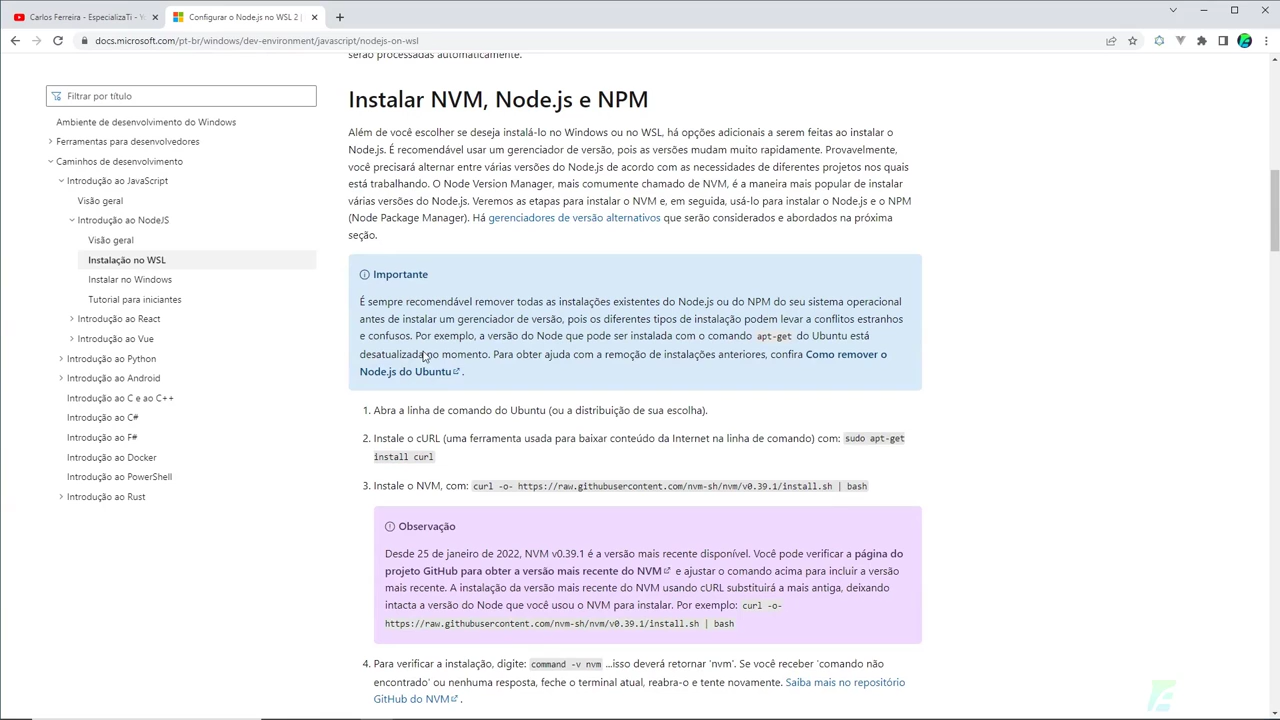 Carlos Ferreira - EspecializaTi - Y
Configurar o Node.js no WSL 2 |
docs.microsoft.com/pt-br/windows/dev-environment/javascript/nodejs-on-wsl
serão processadas automaticamente.
Filtrar por título
Ambiente de desenvolvimento do Windows
Ferramentas para desenvolvedores
Caminhos de desenvolvimento
Introdução ao JavaScript
Visão geral
Introdução ao NodeJS
Visão geral
Instalação no WSL
Instalar no Windows
Tutorial para iniciantes
Introdução ao React
Introdução ao Vue
Introdução ao Python
Introdução ao Android
Introdução ao C e ao C++
Introdução ao C#
Introdução ao F#
Introdução ao Docker
Introdução ao PowerShell
Introdução ao Rust
Instalar NVM, Node.js e NPM
Além de você escolher se deseja instalá-lo no Windows ou no WSL, há opções adicionais a serem feitas ao instalar o
Node.js. É recomendável usar um gerenciador de versão, pois as versões mudam muito rapidamente. Provavelmente,
você precisará alternar entre várias versões do Node.js de acordo com as necessidades de diferentes projetos nos quais
está trabalhando. O Node Version Manager, mais comumente chamado de NVM, é a maneira mais popular de instalar
várias versões do Node.js. Veremos as etapas para instalar o NVM e, em seguida, usá-lo para instalar o Node.js e o NPM
(Node Package Manager). Há gerenciadores de versão alternativos que serão considerados e abordados na próxima
seção.
Importante
É sempre recomendável remover todas as instalações existentes do Node.js ou do NPM do seu sistema operacional
antes de instalar um gerenciador de versão, pois os diferentes tipos de instalação podem levar a conflitos estranhos
e confusos. Por exemplo, a versão do Node que pode ser instalada com o comando apt-get do Ubuntu está
desatualizada no momento. Para obter ajuda com a remoção de instalações anteriores, confira Como remover o
Node.js do Ubuntu .
1. Abra a linha de comando do Ubuntu (ou a distribuição de sua escolha).
2. Instale o cURL (uma ferramenta usada para baixar conteúdo da Internet na linha de comando) com: sudo apt-get
install curl
3. Instale o NVM, com: curl -o- https://raw.githubusercontent.com/nvm-sh/nvm/v0.39.1/install.sh | bash
Observação
Desde 25 de janeiro de 2022, NVM v0.39.1 é a versão mais recente disponível. Você pode verificar a página do
projeto GitHub para obter a versão mais recente do NVM e ajustar o comando acima para incluir a versão
mais recente. A instalação da versão mais recente do NVM usando cURL substituirá a mais antiga, deixando
intacta a versão do Node que você usou o NVM para instalar. Por exemplo: curl -o-
https://raw.githubusercontent.com/nvm-sh/nvm/v0.39.1/install.sh | bash
4. Para verificar a instalação, digite: command -v nvm ...isso deverá retornar 'nvm'. Se você receber 'comando não
encontrado' ou nenhuma resposta, feche o terminal atual, reabra-o e tente novamente. Saiba mais no repositório
GitHub do NVM .